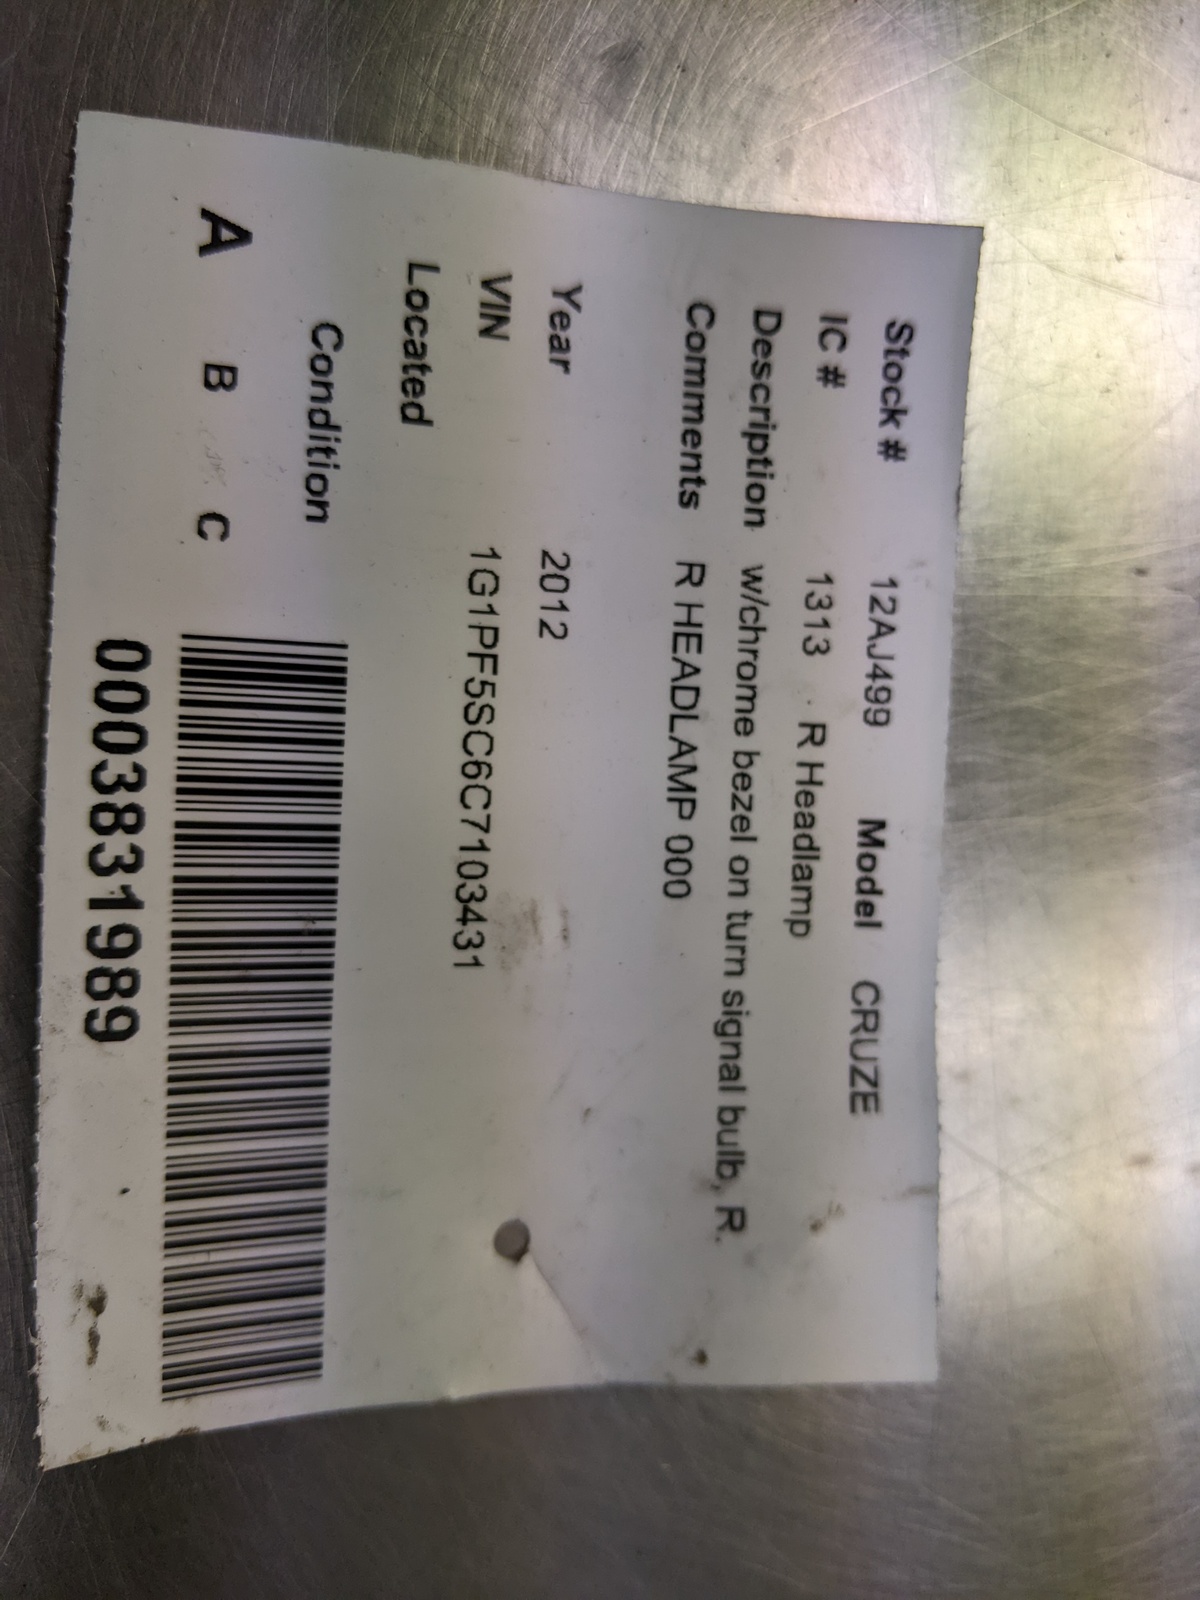 Stock # 12AJ499 Model CRUZE
IC # 1313 R Headlamp
Description w/chrome bezel on turn signal bulb, R.
Comments R HEADLAMP 000
Year 2012
VIN 1G1PF5SC6C7103431
Located
Condition
A B C
0003831989